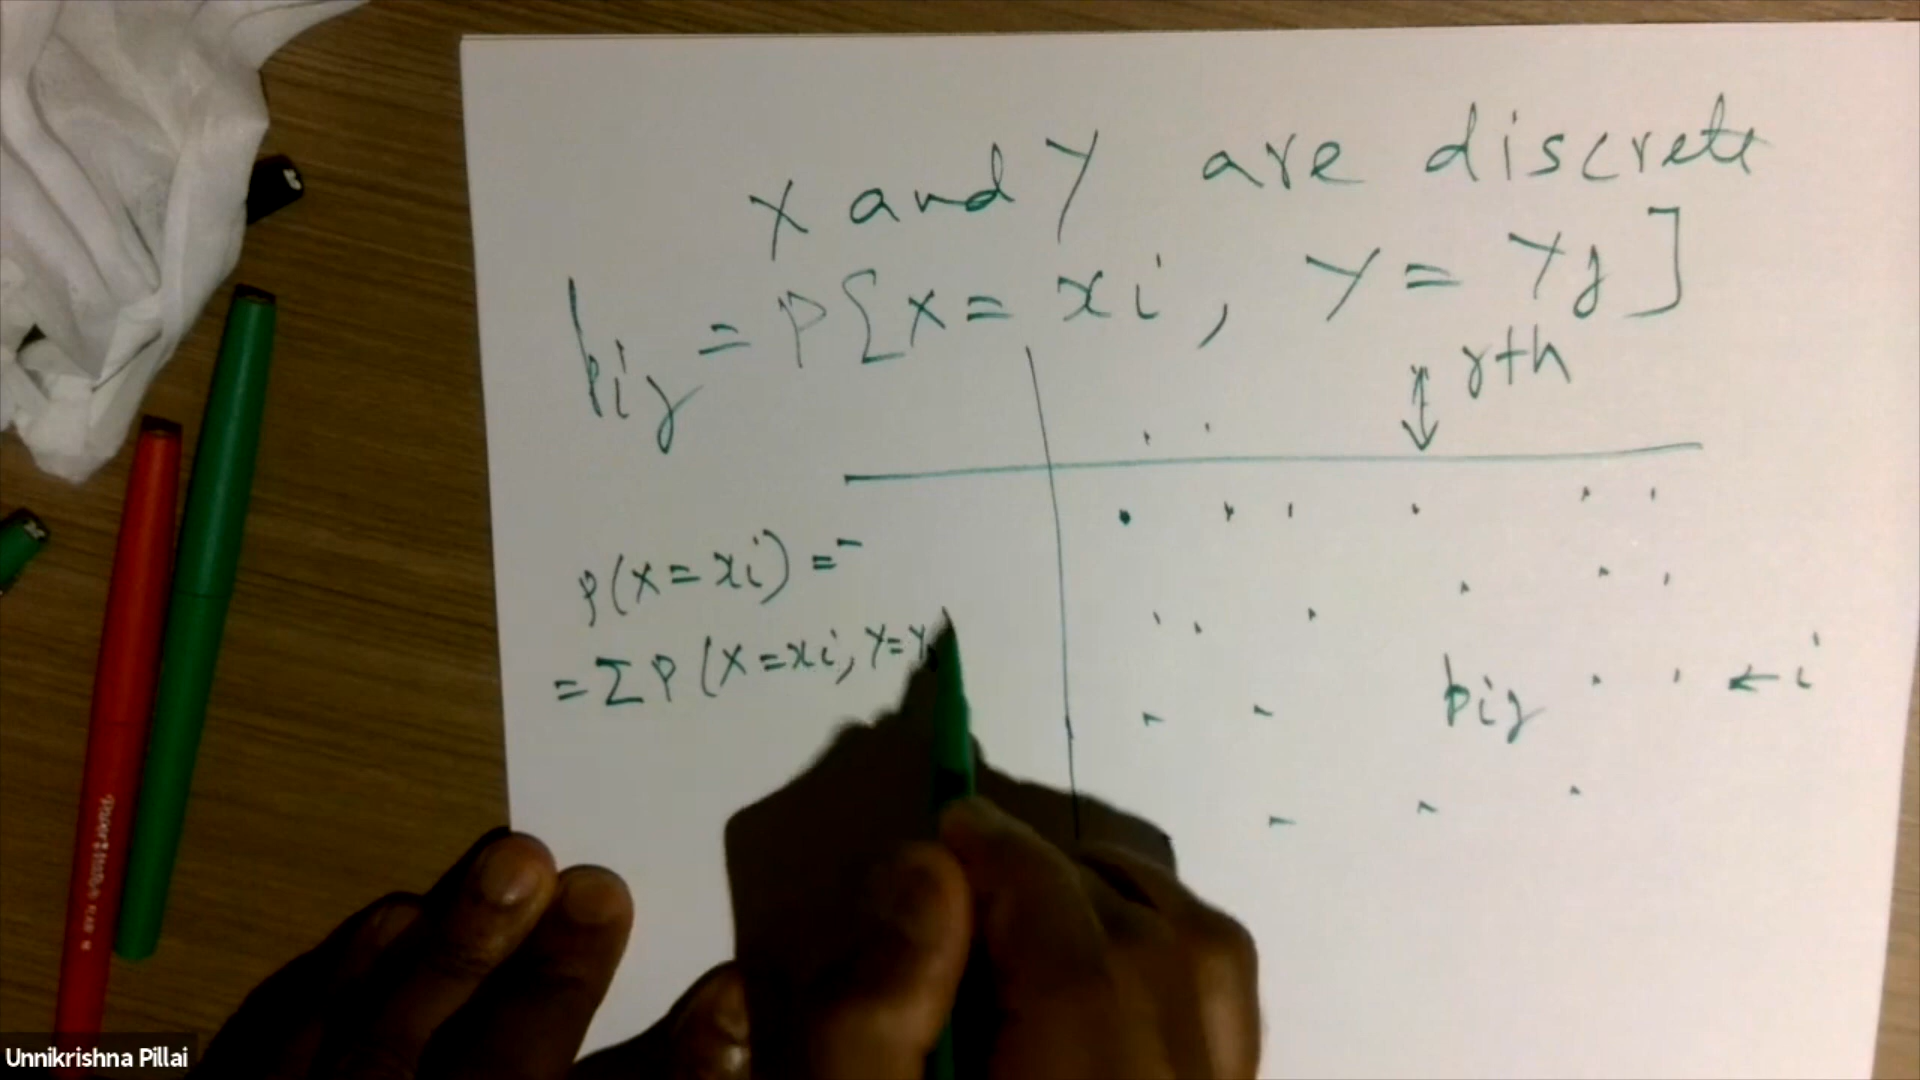 X and Y are discrete
pij = P[X = xi, Y = Yj]
rth
P(X = xi) =
= Σ P (X = xi, Y = Y
pij . . ← i
Unnikrishna Pillai